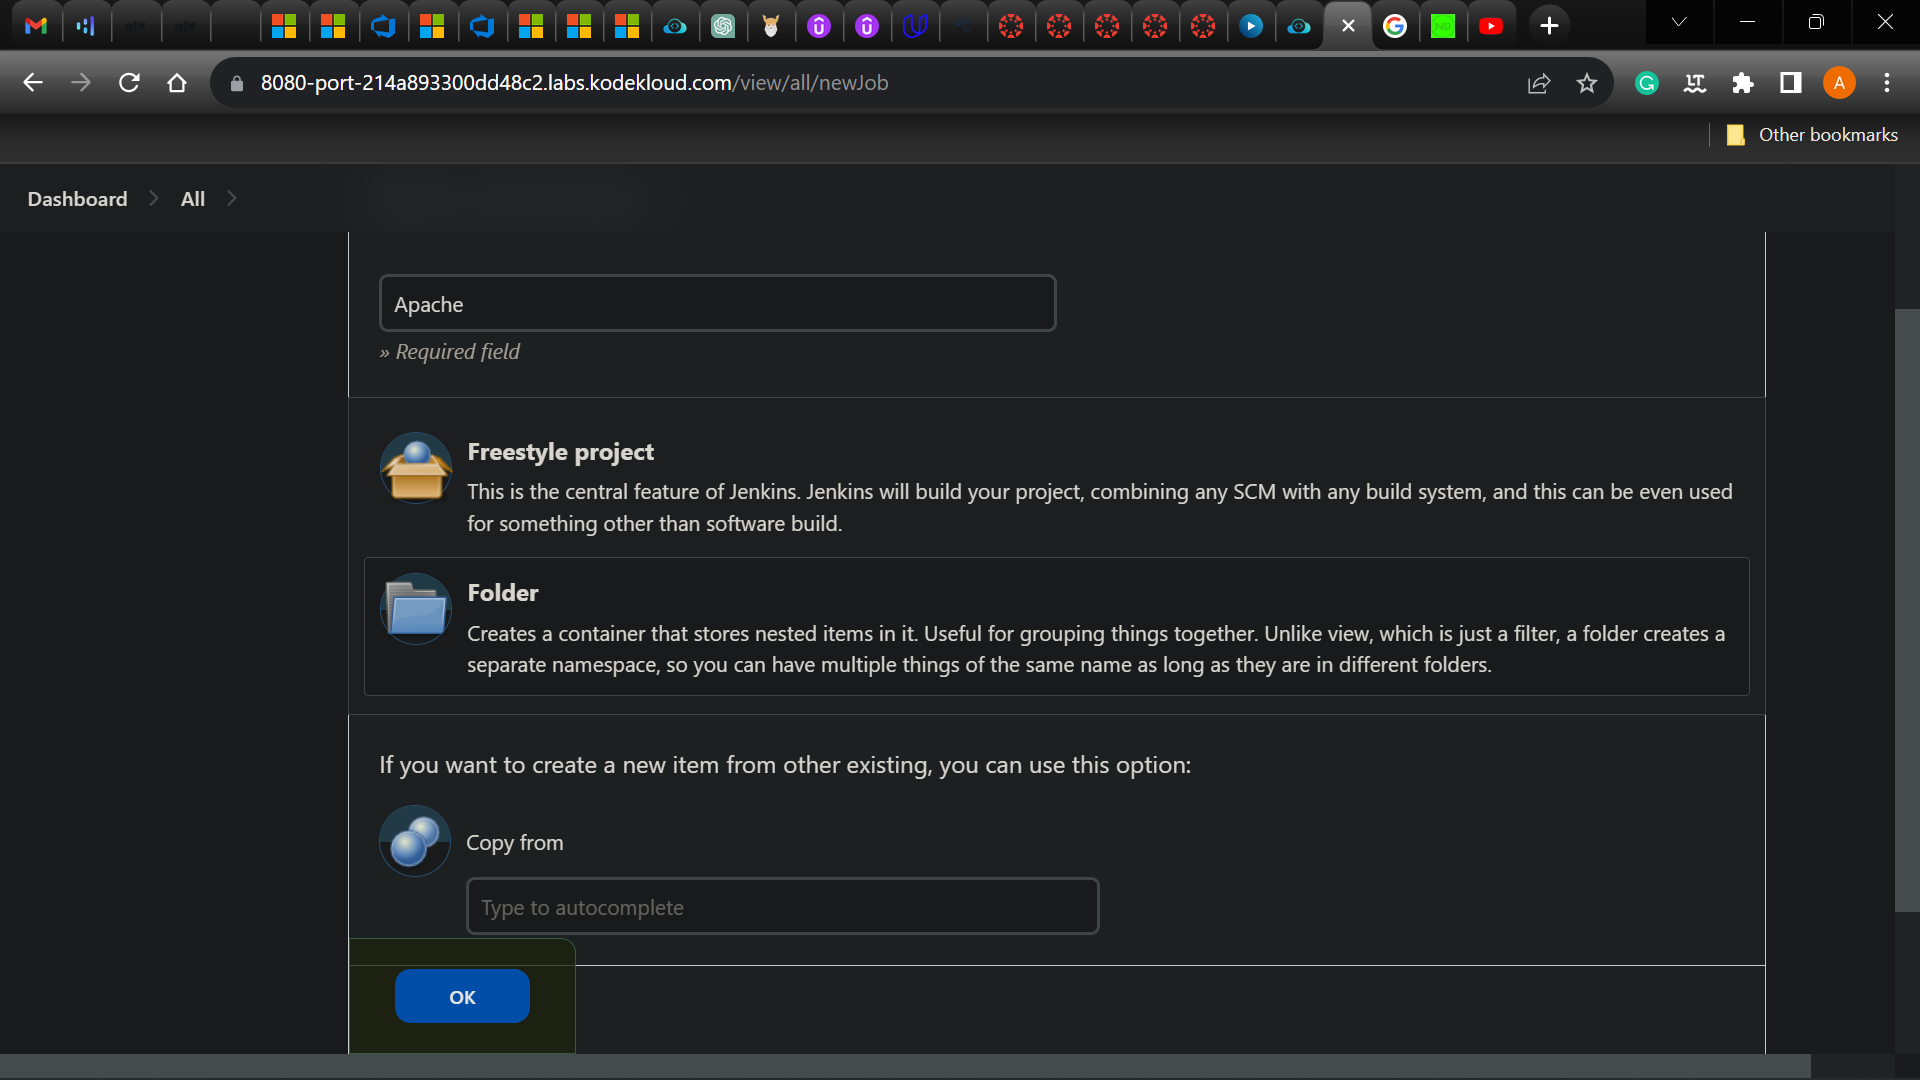 8080-port-214a893300dd48c2.labs.kodekloud.com/view/all/newJob
A
Other bookmarks
Dashboard
All
Apache
» Required field
Freestyle project
This is the central feature of Jenkins. Jenkins will build your project, combining any SCM with any build system, and this can be even used
for something other than software build.
Folder
Creates a container that stores nested items in it. Useful for grouping things together. Unlike view, which is just a filter, a folder creates a
separate namespace, so you can have multiple things of the same name as long as they are in different folders.
If you want to create a new item from other existing, you can use this option:
Copy from
Type to autocomplete
OK